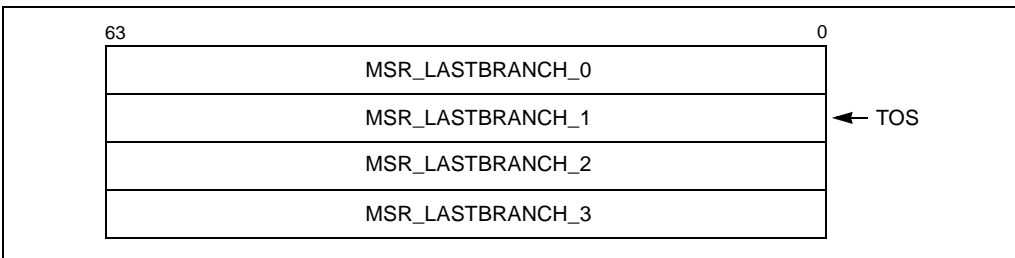 63 0
MSR_LASTBRANCH_0
MSR_LASTBRANCH_1 TOS
MSR_LASTBRANCH_2
MSR_LASTBRANCH_3